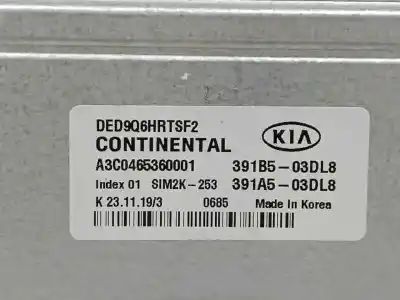 DED9Q6HRTSF2
CONTINENTAL KIA
A3C0465360001 391B5-03DL8
Index 01 SIM2K-253 391A5-03DL8
K 23.11.19/3 0685 Made in Korea